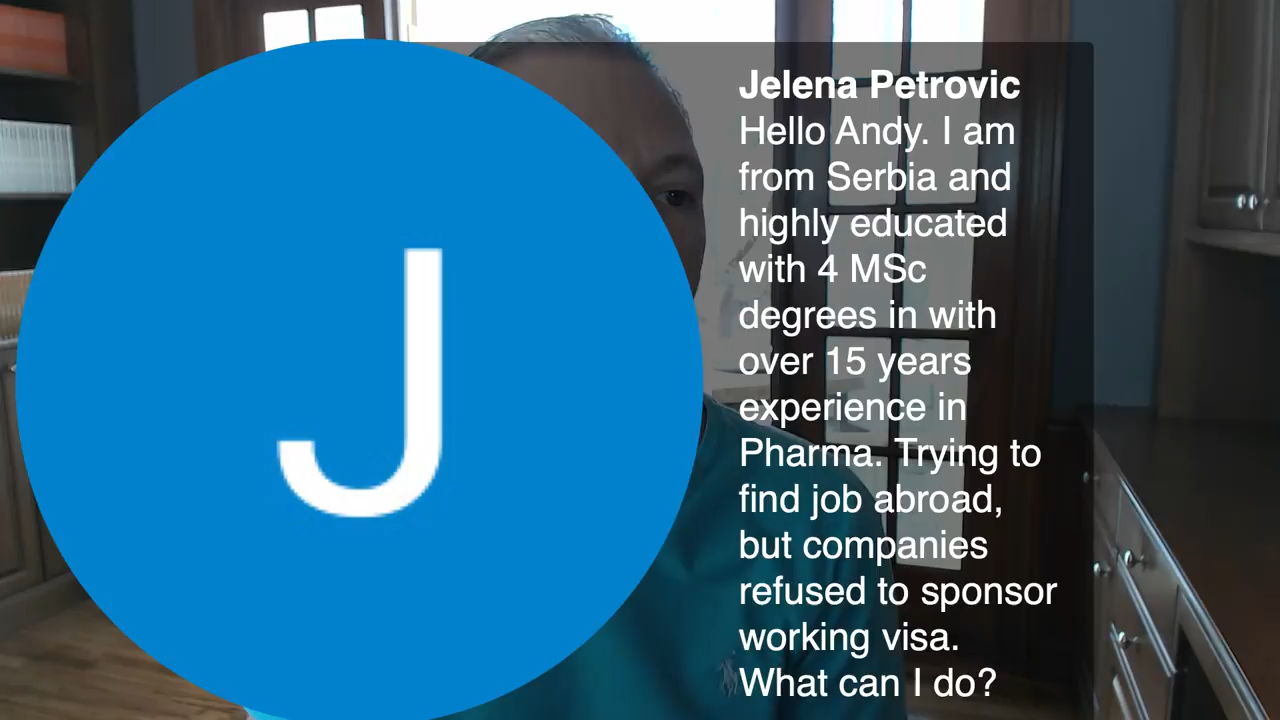 J
Jelena Petrovic
Hello Andy. I am
from Serbia and
highly educated
with 4 MSc
degrees in with
over 15 years
experience in
Pharma. Trying to
find job abroad,
but companies
refused to sponsor
working visa.
What can I do?